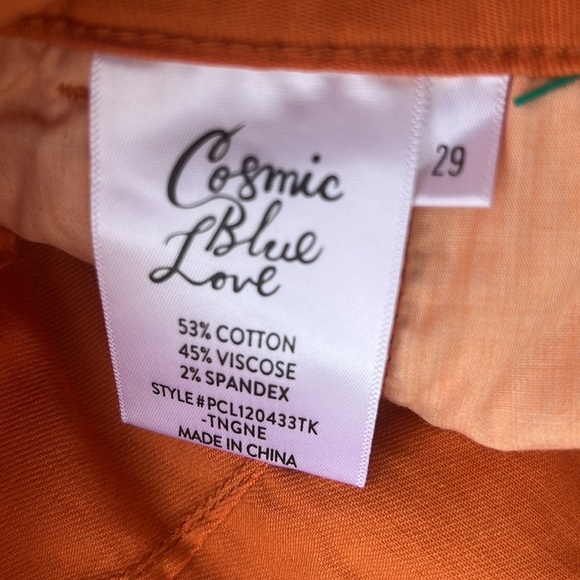 Cosmic
Blue
Love
29
53% COTTON
45% VISCOSE
2% SPANDEX
STYLE#PCL120433TK
-TNGNE
MADE IN CHINA